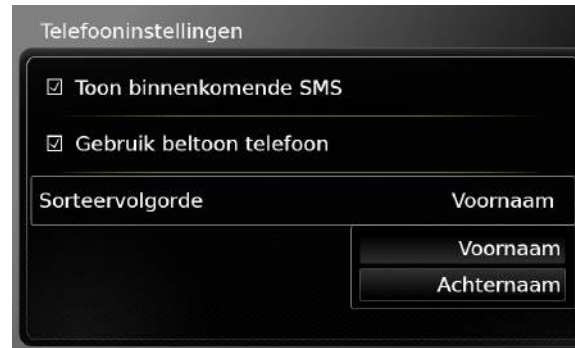 Telefooninstellingen
☑ Toon binnenkomende SMS
☑ Gebruik beltoon telefoon
Sorteervolgorde Voornaam
Voornaam
Achternaam